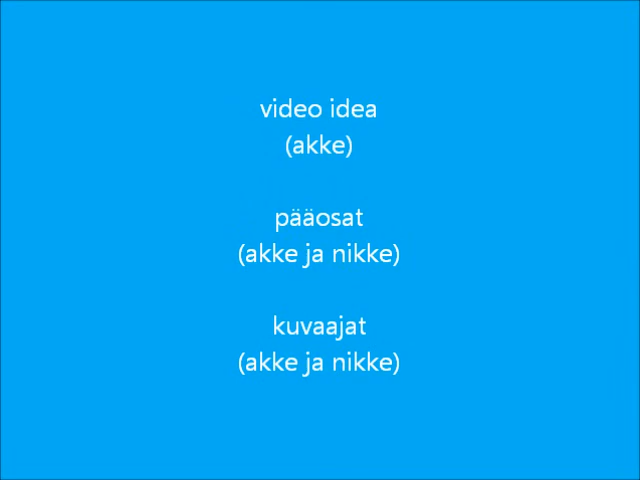 video idea
(akke)
pääosat
(akke ja nikke)
kuvaajat
(akke ja nikke)